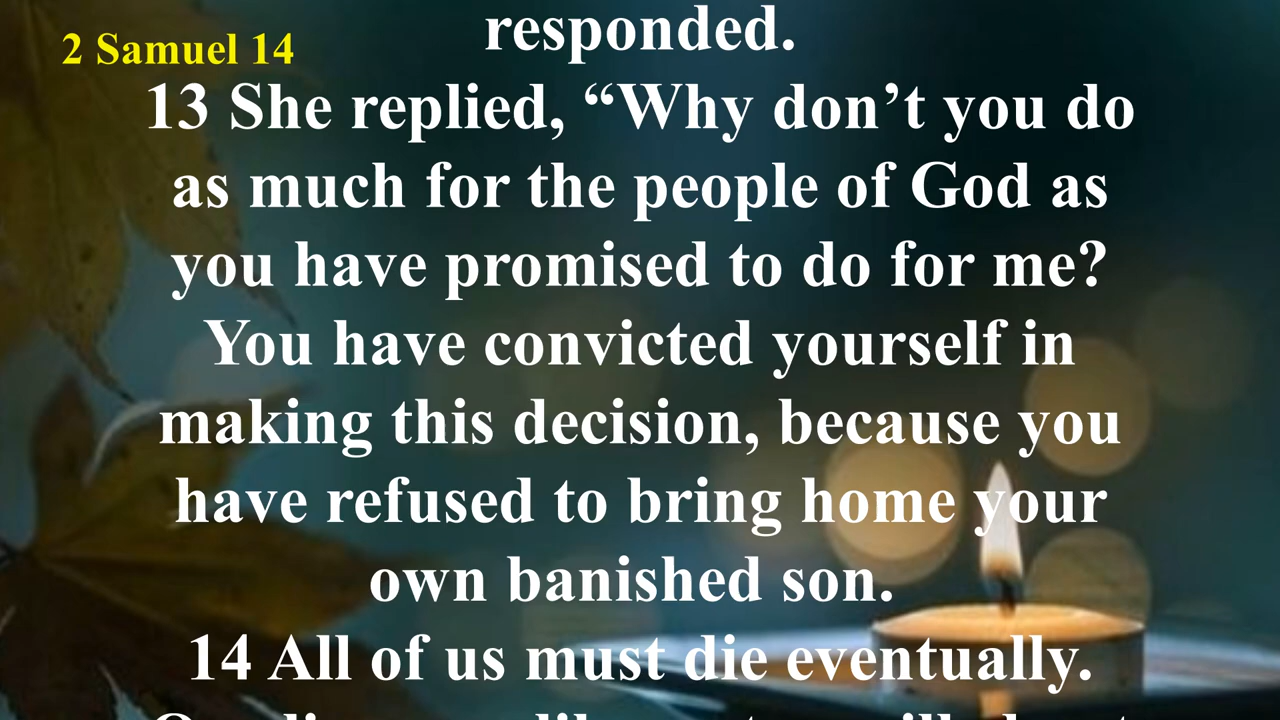 responded.
2 Samuel 14
13 She replied, “Why don’t you do
as much for the people of God as
you have promised to do for me?
You have convicted yourself in
making this decision, because you
have refused to bring home your
own banished son.
14 All of us must die eventually.